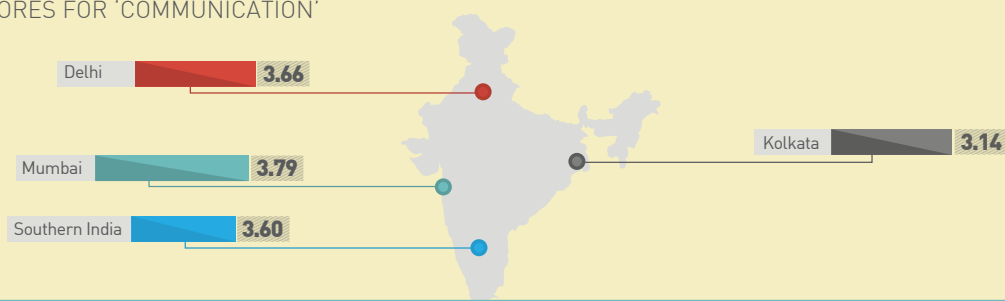 ORES FOR ‘COMMUNICATION’
Delhi 3.66
Kolkata 3.14
Mumbai 3.79
Southern India 3.60